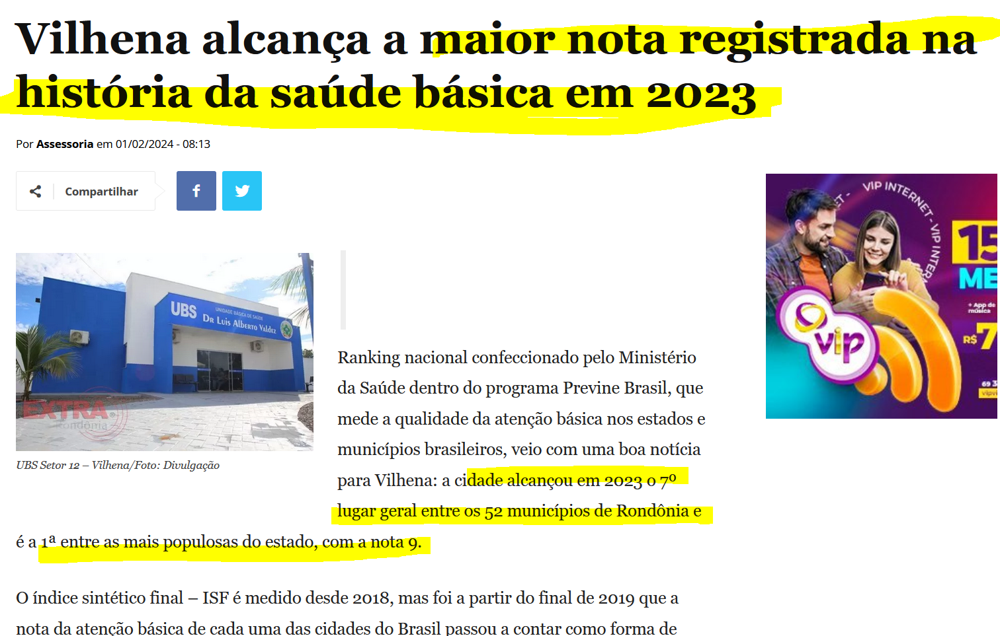 Vilhena alcança a maior nota registrada na
história da saúde básica em 2023
Por Assessoria em 01/02/2024 - 08:13
Compartilhar
UBS
UNIDADE BÁSICA DE SAÚDE
DR LUIS ALBERTO VALDEZ
EXTRA
Rondônia
UBS Setor 12 – Vilhena/Foto: Divulgação
Ranking nacional confeccionado pelo Ministério
da Saúde dentro do programa Previne Brasil, que
mede a qualidade da atenção básica nos estados e
municípios brasileiros, veio com uma boa notícia
para Vilhena: a cidade alcançou em 2023 o 7º
lugar geral entre os 52 municípios de Rondônia e
é a 1ª entre as mais populosas do estado, com a nota 9.
O índice sintético final – ISF é medido desde 2018, mas foi a partir do final de 2019 que a
nota da atenção básica de cada uma das cidades do Brasil passou a contar como forma de
VIP INTERNET - VIP INTER
15
ME
+ App de
música
R$ 7
vip
69 3
vipvi